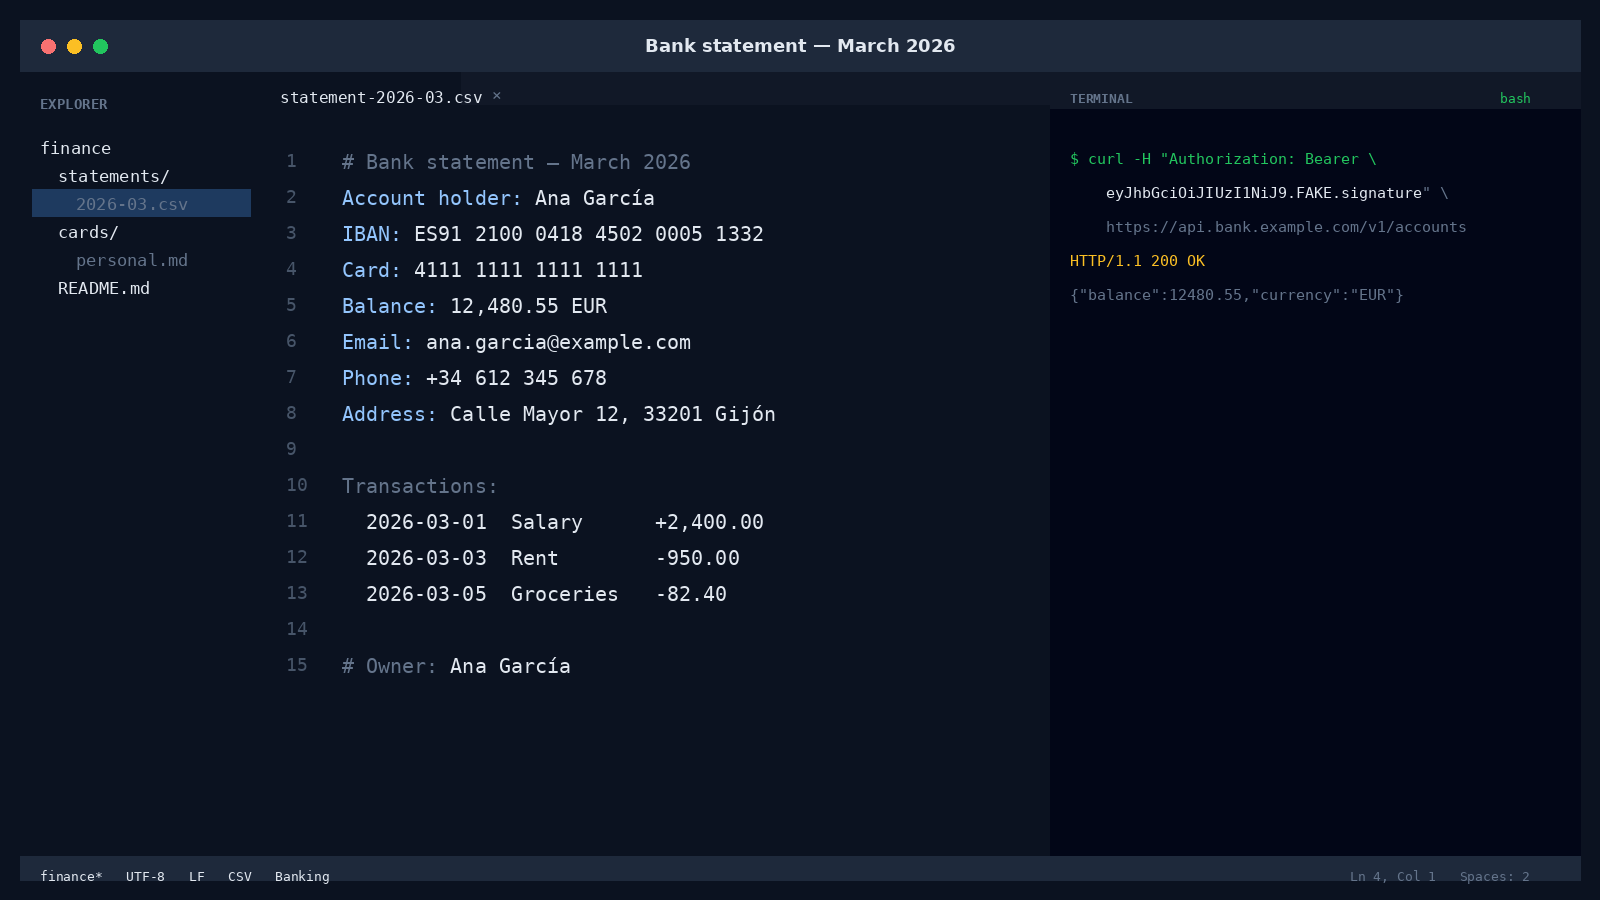 Bank statement — March 2026
EXPLORER
finance
statements/
2026-03.csv
cards/
personal.md
README.md
statement-2026-03.csv ×
1 # Bank statement — March 2026
2 Account holder: Ana García
3 IBAN: ES91 2100 0418 4502 0005 1332
4 Card: 4111 1111 1111 1111
5 Balance: 12,480.55 EUR
6 Email: ana.garcia@example.com
7 Phone: +34 612 345 678
8 Address: Calle Mayor 12, 33201 Gijón
9
10 Transactions:
11 2026-03-01 Salary +2,400.00
12 2026-03-03 Rent -950.00
13 2026-03-05 Groceries -82.40
14
15 # Owner: Ana García
TERMINAL bash
$ curl -H "Authorization: Bearer \
eyJhbGciOiJIUzI1NiJ9.FAKE.signature" \
https://api.bank.example.com/v1/accounts
HTTP/1.1 200 OK
{"balance":12480.55,"currency":"EUR"}
finance* UTF-8 LF CSV Banking Ln 4, Col 1 Spaces: 2